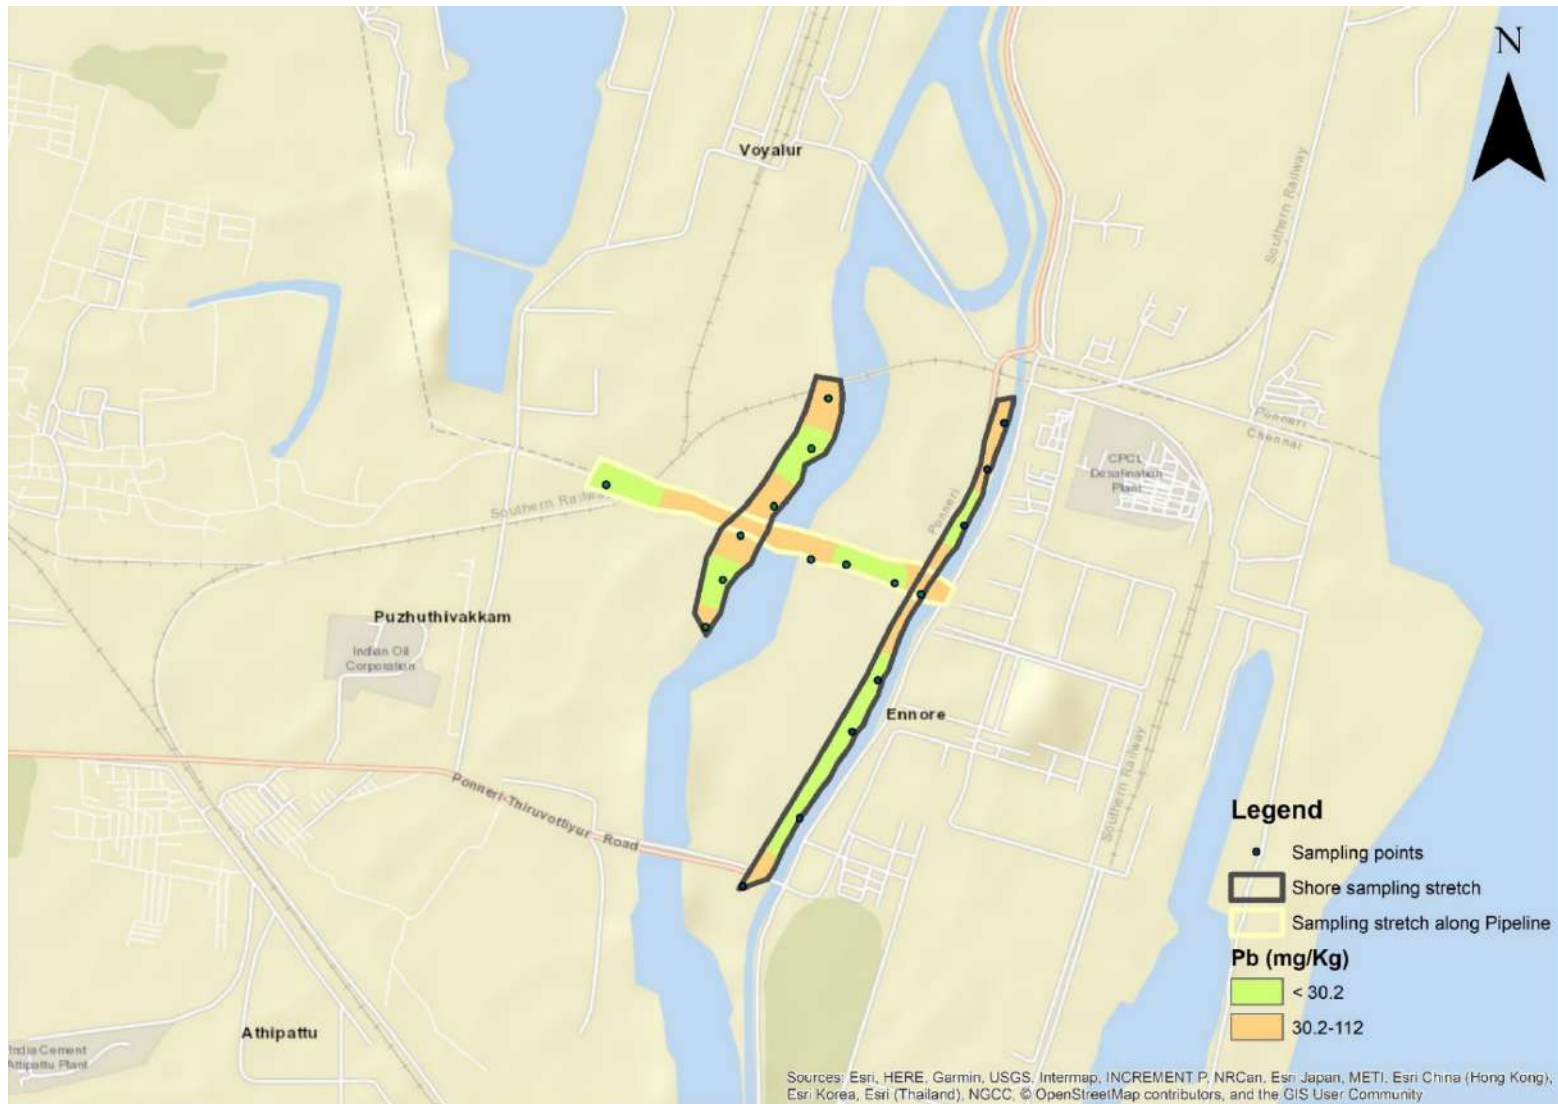 N
Voyalur
Southern Railway
Ponneri
Chennai
CPCL
Desalination
Plant
Southern Railway
Ponneri
Puzhuthivakkam
Indian Oil
Corporation
Ennore
Southern Railway
Ponneri-Thiruvottiyur Road
Athipattu
India Cement
Attipattu Plant
Legend
Sampling points
Shore sampling stretch
Sampling stretch along Pipeline
Pb (mg/Kg)
< 30.2
30.2-112
Sources: Esri, HERE, Garmin, USGS, Intermap, INCREMENT P, NRCan, Esri Japan, METI, Esri China (Hong Kong),
Esri Korea, Esri (Thailand), NGCC, © OpenStreetMap contributors, and the GIS User Community